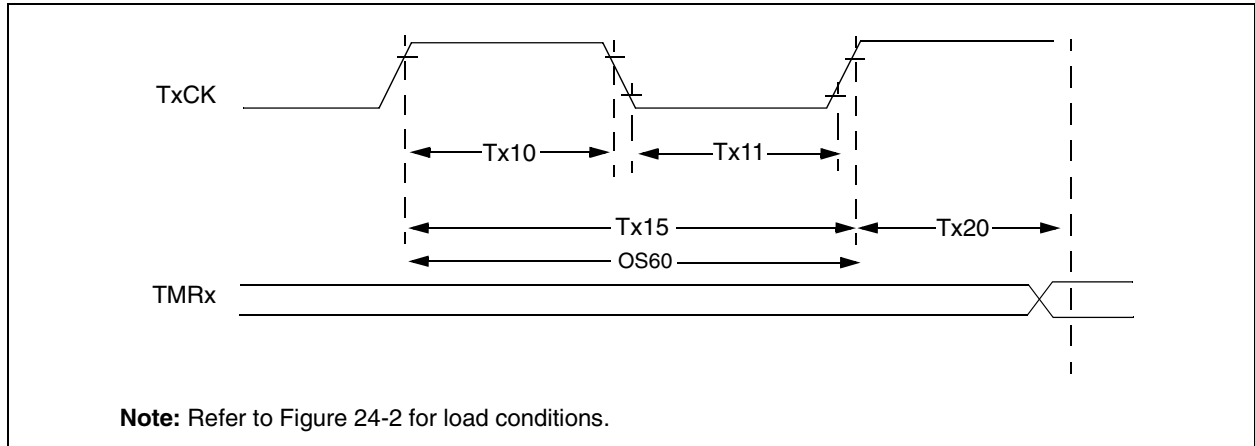 TxCK
Tx10
Tx11
Tx15
Tx20
OS60
TMRx
Note: Refer to Figure 24-2 for load conditions.